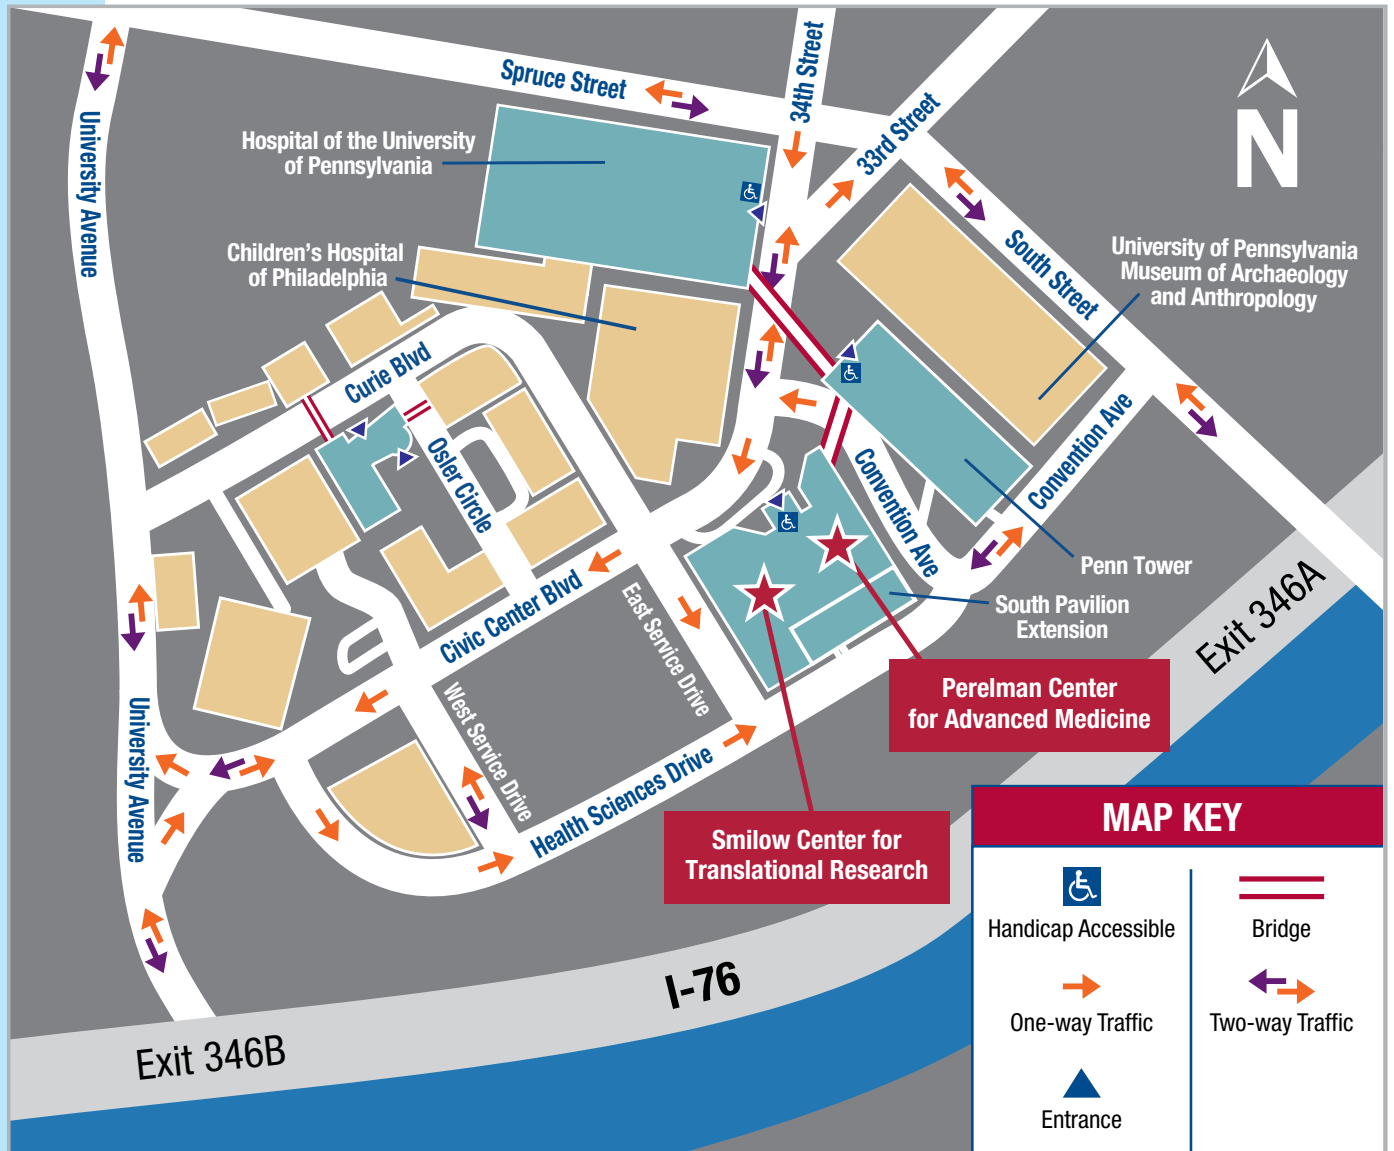 Spruce Street
34th Street
33rd Street
N
University Avenue
Hospital of the University
of Pennsylvania
Children's Hospital
of Philadelphia
South Street
University of Pennsylvania
Museum of Archaeology
and Anthropology
Curie Blvd
Osler Circle
Convention Ave
Convention Ave
Penn Tower
South Pavilion
Extension
Civic Center Blvd
East Service Drive
West Service Drive
Exit 346A
Perelman Center
for Advanced Medicine
University Avenue
Health Sciences Drive
Smilow Center for
Translational Research
I-76
Exit 346B
MAP KEY
Handicap Accessible
Bridge
One-way Traffic
Two-way Traffic
Entrance